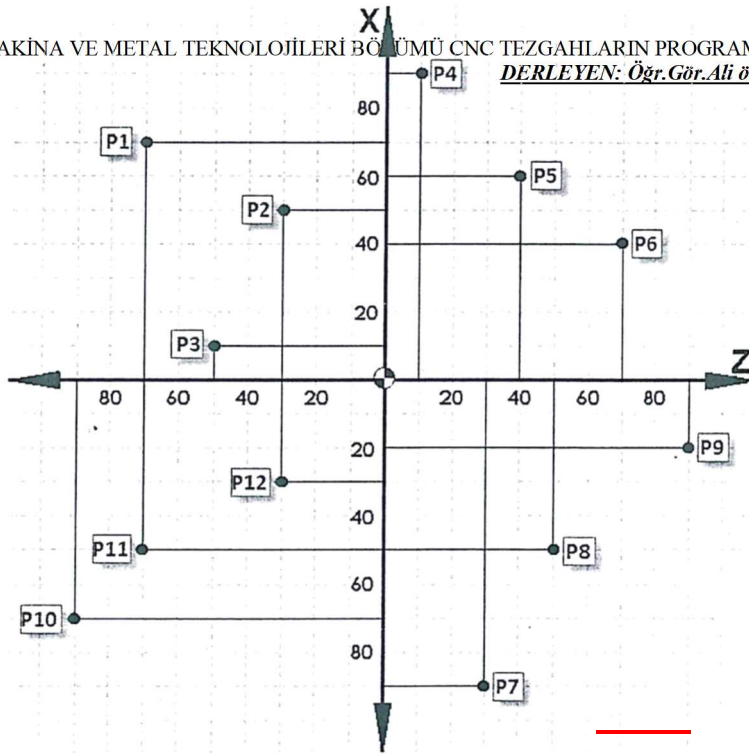 X
AKİNA VE METAL TEKNOLOJİLERİ BÖLÜMÜ CNC TEZGAHLARIN PROGRAM
DERLEYEN: Öğr.Gör.Ali ö
P4
80
P1
60
P5
P2
40
P6
20
P3
Z
80 60 40 20 20 40 60 80
20
P9
P12
40
P11
P8
60
P10
80
P7